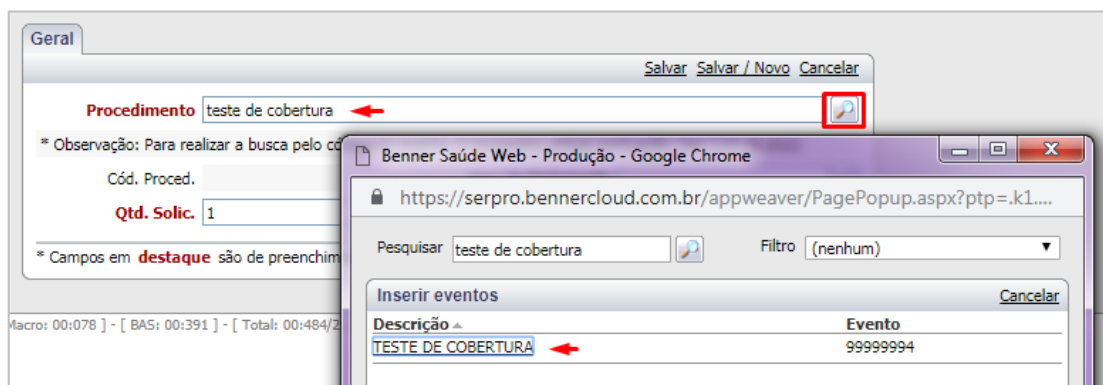 Geral
Salvar Salvar / Novo Cancelar
Procedimento teste de cobertura
* Observação: Para realizar a busca pelo
Cód. Proced.
Qtd. Solic. 1
* Campos em destaque são de
Macro: 00:078 ] - [ BAS: 00:391 ] - [ Total: 00:484/2
Benner Saúde Web - Produção - Google Chrome
https://serpro.bennercloud.com.br/appweaver/PagePopup.aspx?ptp=.k1....
Pesquisar teste de cobertura Filtro (nenhum)
Inserir eventos Cancelar
Descrição Evento
TESTE DE COBERTURA 99999994